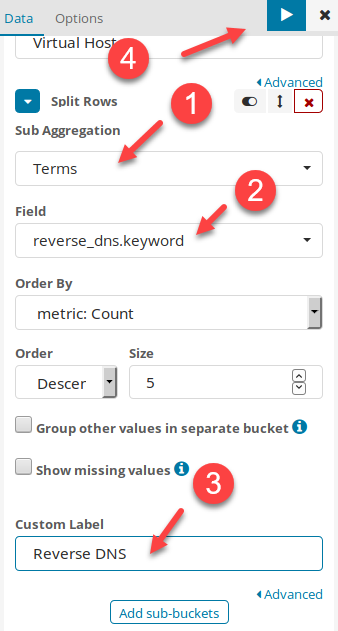 Data Options
Virtual Host
4
Advanced
Split Rows
1
Sub Aggregation
Terms
2
Field
reverse_dns.keyword
Order By
metric: Count
Order Size
Descer 5
Group other values in separate bucket
Show missing values
3
Custom Label
Reverse DNS
Advanced
Add sub-buckets